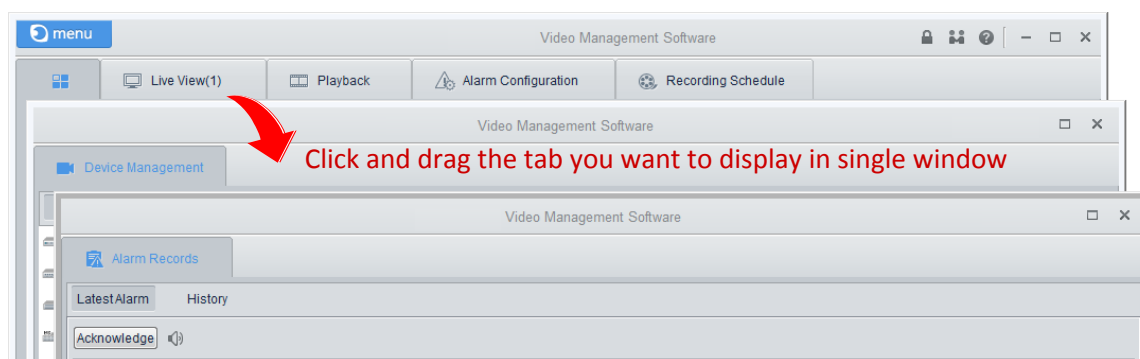 menu
Video Management Software
Live View(1)
Playback
Alarm Configuration
Recording Schedule
Video Management Software
Device Management
Click and drag the tab you want to display in single window
Video Management Software
Alarm Records
LatestAlarm
History
Acknowledge